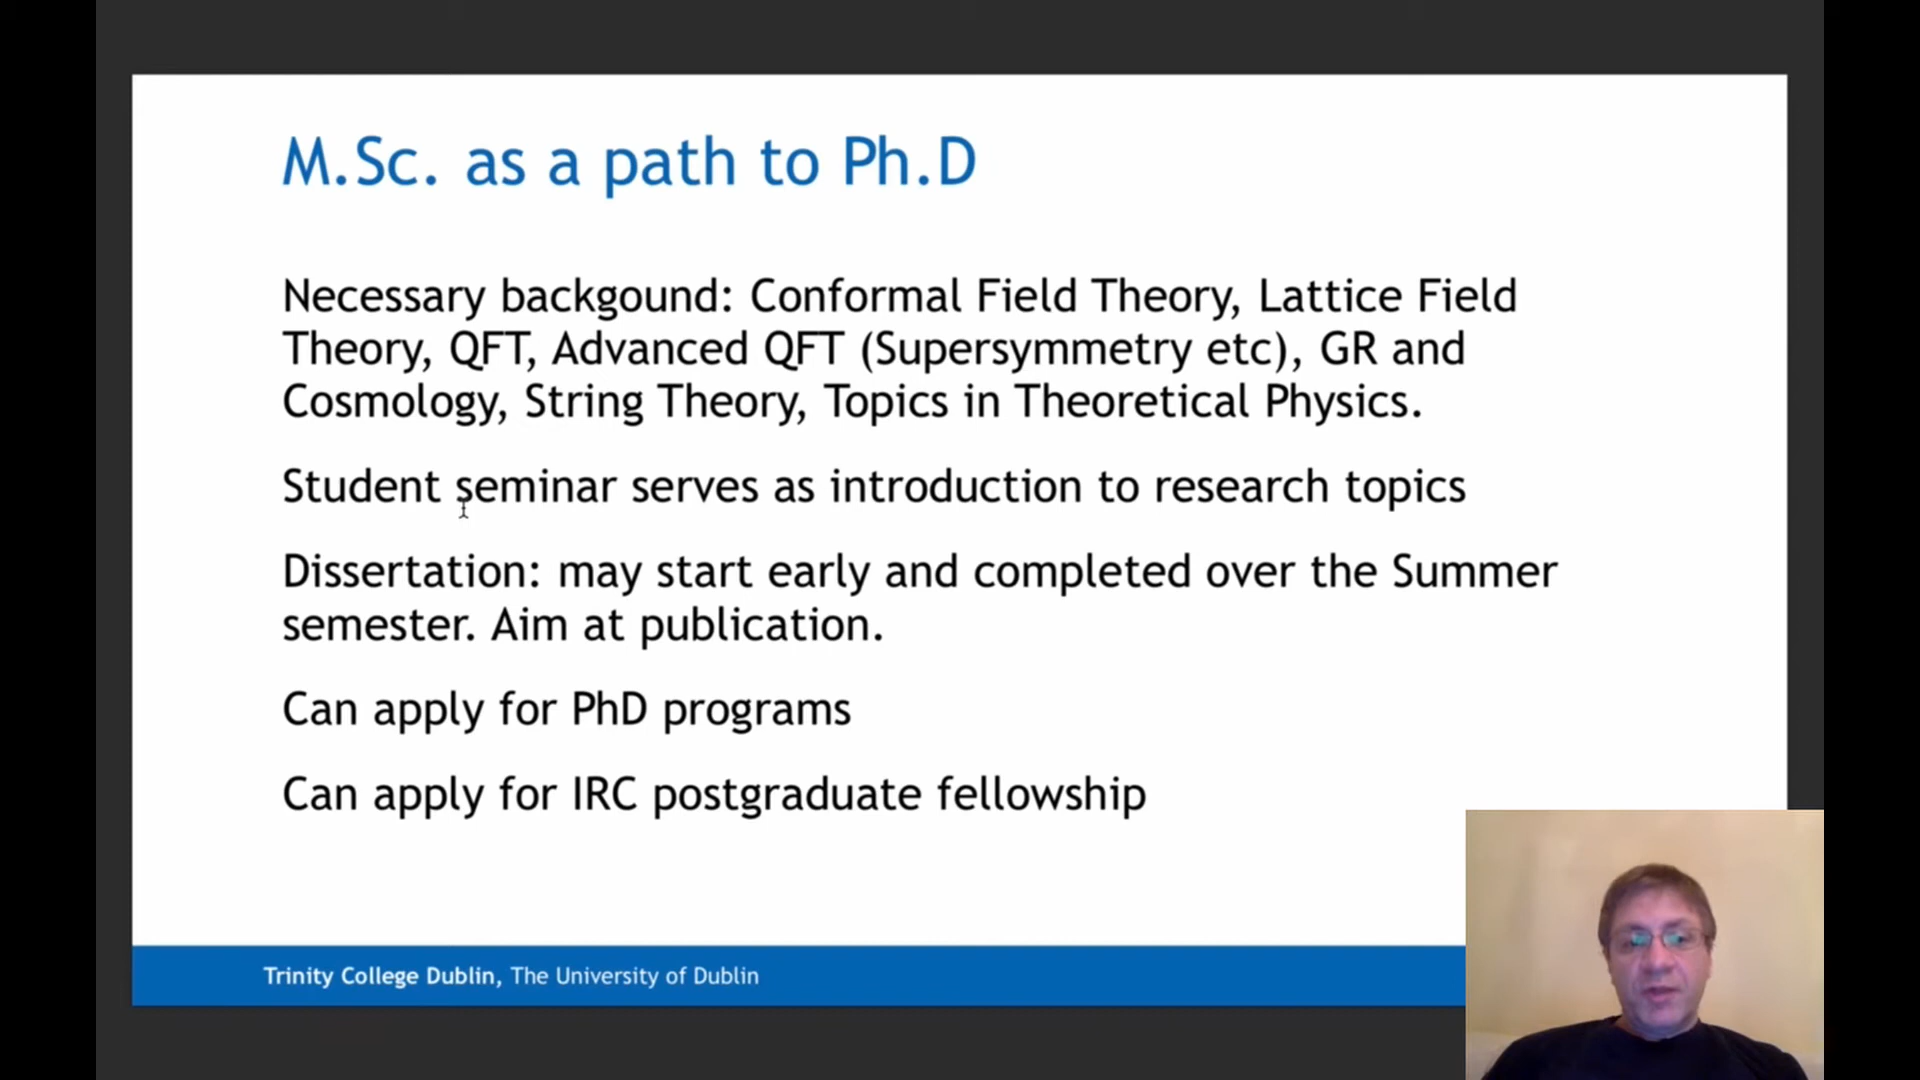 M.Sc. as a path to Ph.D
Necessary backgound: Conformal Field Theory, Lattice Field
Theory, QFT, Advanced QFT (Supersymmetry etc), GR and
Cosmology, String Theory, Topics in Theoretical Physics.
Student seminar serves as introduction to research topics
Dissertation: may start early and completed over the Summer
semester. Aim at publication.
Can apply for PhD programs
Can apply for IRC postgraduate fellowship
Trinity College Dublin, The University of Dublin